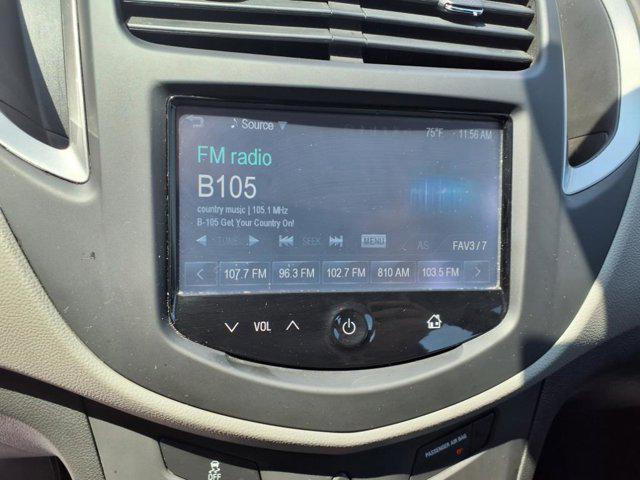 Source
75°F 11:56 AM
FM radio
B105
country music | 105.1 MHz
B-105 Get Your Country On!
TUNE SEEK MENU AS FAV3 / 7
107.7 FM 96.3 FM 102.7 FM 810 AM 103.5 FM
VOL
OFF
PASSENGER AIR BAG